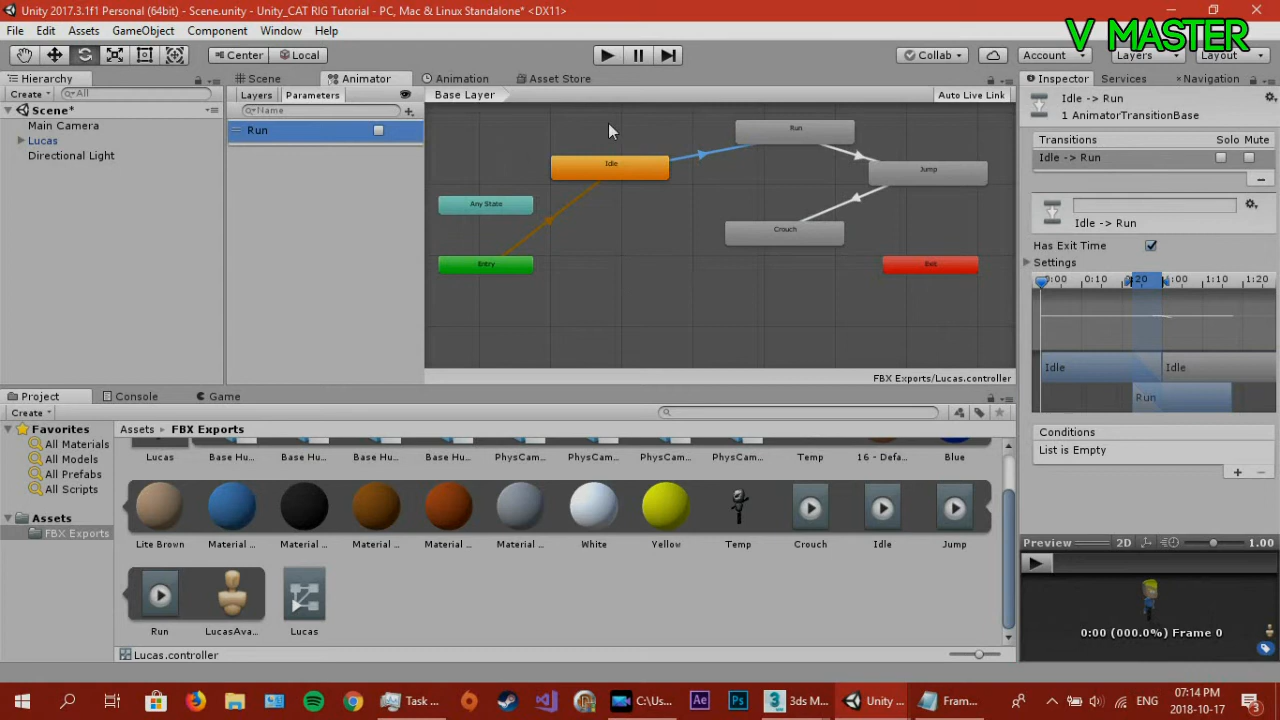 Unity 2017.3.1f1 Personal (64bit) - Scene.unity - Unity_CAT RIG Tutorial - PC, Mac & Linux Standalone* <DX11>
V MASTER
File Edit Assets GameObject Component Window Help
Center Local Collab Account Layers Layout
Hierarchy Scene Animator Animation Asset Store Inspector Services Navigation
Create All Layers Parameters Base Layer Auto Live Link
Name
Scene*
Main Camera
Lucas
Directional Light
Run
Idle
Run
Jump
Any State
Crouch
Entry
Exit
FBX Exports/Lucas.controller
Idle -> Run
1 AnimatorTransitionBase
Transitions Solo Mute
Idle -> Run
Idle -> Run
Has Exit Time
Settings
:00 0:10 :20 1:00 1:10 1:20
Idle Idle
Run
Conditions
List is Empty
Preview 2D 1.00
0:00 (000.0%) Frame 0
Project Console Game
Create
Favorites
All Materials
All Models
All Prefabs
All Scripts
Assets
FBX Exports
Assets FBX Exports
Lucas Base Hu... Base Hu... Base Hu... Base Hu... PhysCam... PhysCam... PhysCam... PhysCam... Temp 16 - Defa... Blue
Lite Brown Material ... Material ... Material ... Material ... Material ... White Yellow Temp Crouch Idle Jump
Run LucasAva... Lucas
Lucas.controller
Task ... C:\Us... Ae Ps 3ds M... Unity ... Fram... ENG 07:14 PM
2018-10-17 3